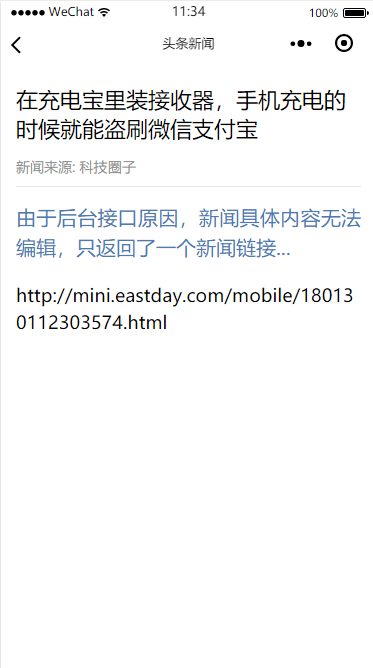 WeChat 11:34 100%
头条新闻
在充电宝里装接收器，手机充电的
时候就能盗刷微信支付宝
新闻来源: 科技圈子
由于后台接口原因，新闻具体内容无法
编辑，只返回了一个新闻链接...
http://mini.eastday.com/mobile/18013
0112303574.html